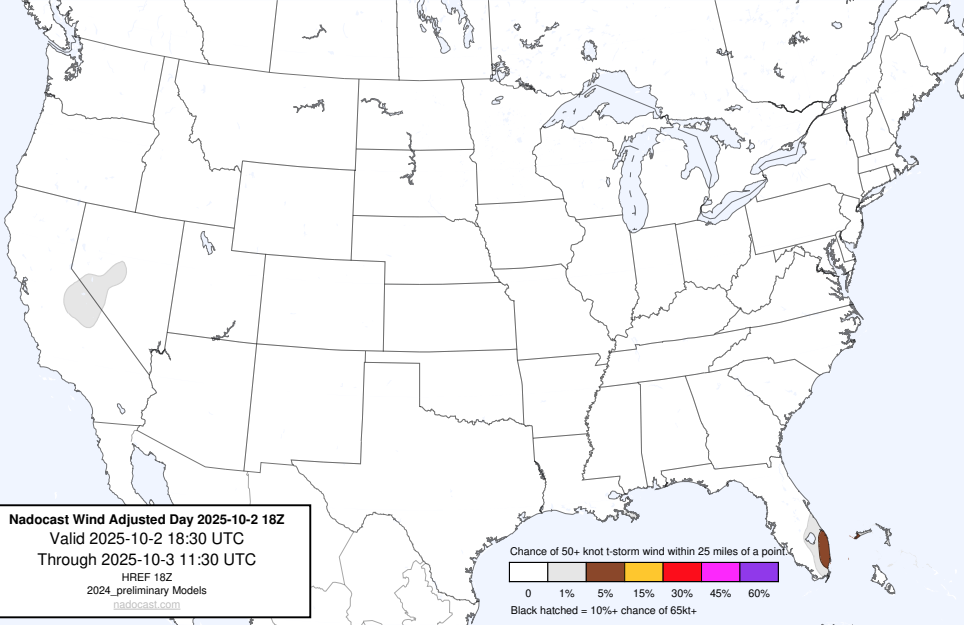 Nadocast Wind Adjusted Day 2025-10-2 18Z
Valid 2025-10-2 18:30 UTC
Through 2025-10-3 11:30 UTC
HREF 18Z
2024_preliminary Models
nadocast.com
Chance of 50+ knot t-storm wind within 25 miles of a point.
0 1% 5% 15% 30% 45% 60%
Black hatched = 10%+ chance of 65kt+